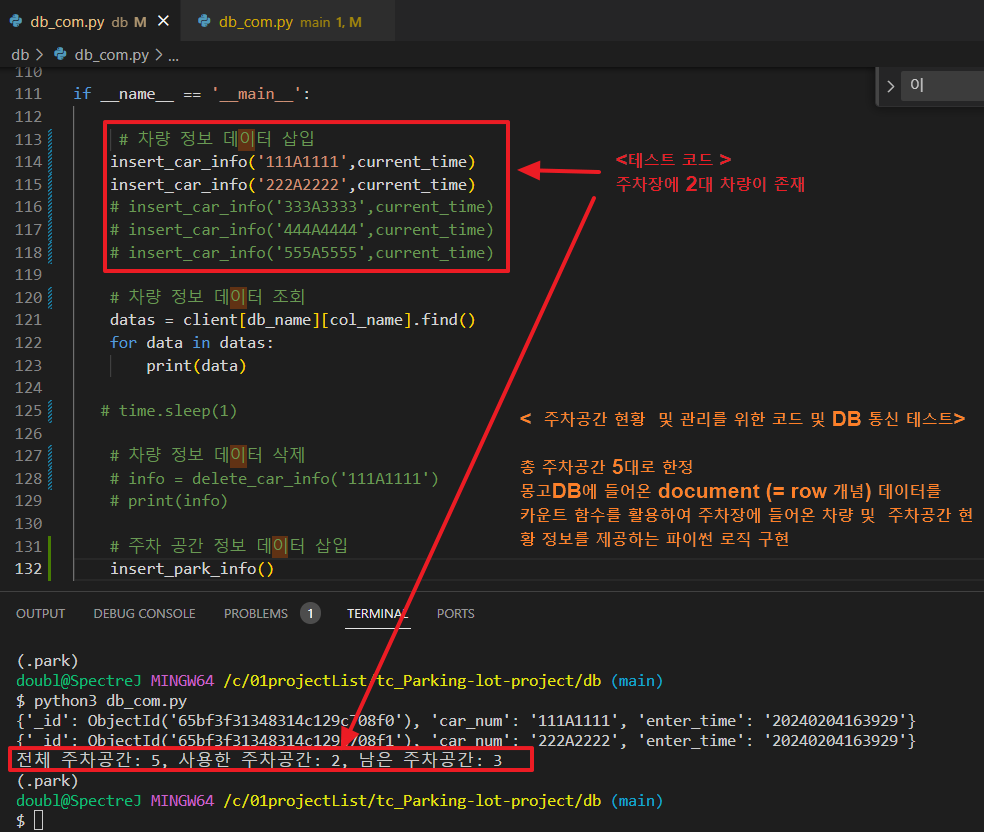 db_com.py db M
db_com.py main 1, M
db > db_com.py > ...
이
110
111 if __name__ == '__main__':
112
113 # 차량 정보 데이터 삽입
114 insert_car_info('111A1111',current_time)
115 insert_car_info('222A2222',current_time)
116 # insert_car_info('333A3333',current_time)
117 # insert_car_info('444A4444',current_time)
118 # insert_car_info('555A5555',current_time)
119
120 # 차량 정보 데이터 조회
121 datas = client[db_name][col_name].find()
122 for data in datas:
123 print(data)
124
125 # time.sleep(1)
126
127 # 차량 정보 데이터 삭제
128 # info = delete_car_info('111A1111')
129 # print(info)
130
131 # 주차 공간 정보 데이터 삽입
132 insert_park_info()
<테스트 코드 >
주차장에 2대 차량이 존재
< 주차공간 현황 및 관리를 위한 코드 및 DB 통신 테스트>
총 주차공간 5대로 한정
몽고DB에 들어온 document (= row 개념) 데이터를
카운트 함수를 활용하여 주차장에 들어온 차량 및 주차공간 현
황 정보를 제공하는 파이썬 로직 구현
OUTPUT DEBUG CONSOLE PROBLEMS 1 TERMINAL PORTS
(.park)
doubl@SpectreJ MINGW64 /c/01projectList/tc_Parking-lot-project/db (main)
$ python3 db_com.py
{'_id': ObjectId('65bf3f31348314c129c708f0'), 'car_num': '111A1111', 'enter_time': '20240204163929'}
{'_id': ObjectId('65bf3f31348314c129c708f1'), 'car_num': '222A2222', 'enter_time': '20240204163929'}
전체 주차공간: 5, 사용한 주차공간: 2, 남은 주차공간: 3
(.park)
doubl@SpectreJ MINGW64 /c/01projectList/tc_Parking-lot-project/db (main)
$